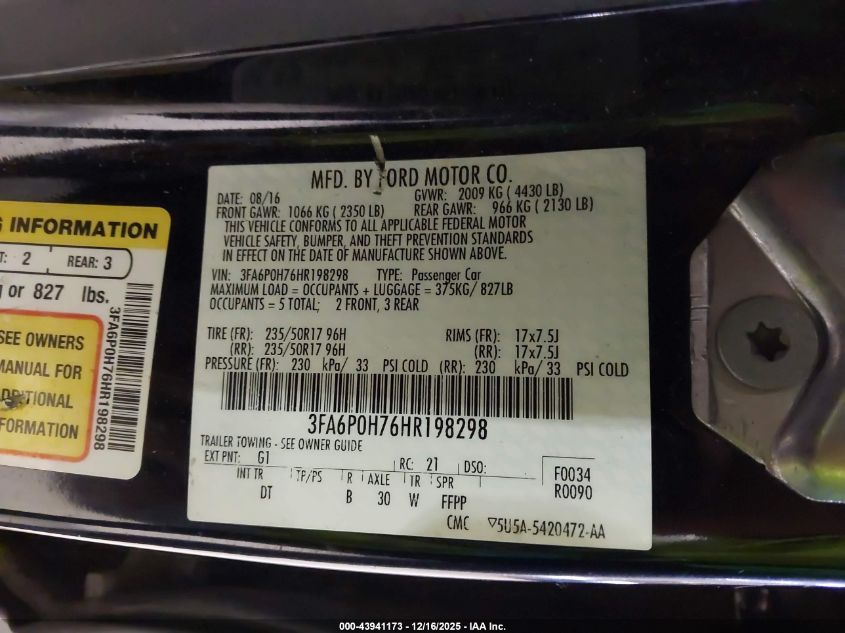 MFD. BY FORD MOTOR CO.
DATE: 08/16 GVWR: 2009 KG ( 4430 LB)
FRONT GAWR: 1066 KG ( 2350 LB) REAR GAWR: 966 KG ( 2130 LB)
THIS VEHICLE CONFORMS TO ALL APPLICABLE FEDERAL MOTOR
VEHICLE SAFETY, BUMPER, AND THEFT PREVENTION STANDARDS
IN EFFECT ON THE DATE OF MANUFACTURE SHOWN ABOVE.
VIN: 3FA6P0H76HR198298 TYPE: Passenger Car
MAXIMUM LOAD = OCCUPANTS + LUGGAGE = 375KG/ 827LB
OCCUPANTS = 5 TOTAL; 2 FRONT, 3 REAR
TIRE (FR): 235/50R17 96H RIMS (FR): 17x7.5J
(RR): 235/50R17 96H (RR): 17x7.5J
PRESSURE (FR): 230 kPa/ 33 PSI COLD (RR): 230 kPa/ 33 PSI COLD
3FA6P0H76HR198298
TRAILER TOWING - SEE OWNER GUIDE
EXT PNT: G1 RC: 21 DSO:
INT TR TP/PS R AXLE TR SPR
DT B 30 W FFPP
F0034
R0090
CMC ▽5U5A-5420472-AA
G INFORMATION
T: 2 REAR: 3
g or 827 lbs.
SEE OWNERS
MANUAL FOR
ADDITIONAL
INFORMATION
3FA6P0H76HR198298
000-43941173 - 12/16/2025 - IAA Inc.